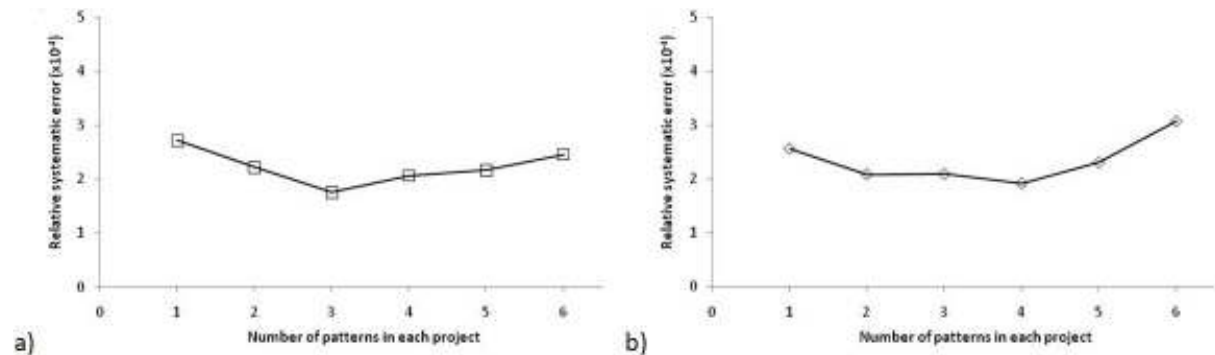 Relative systematic error (x10⁻⁴)
5
4
3
2
1
0
0 1 2 3 4 5 6
Number of patterns in each project
a)
Relative systematic error (x10⁻⁴)
5
4
3
2
1
0
0 1 2 3 4 5 6
Number of patterns in each project
b)